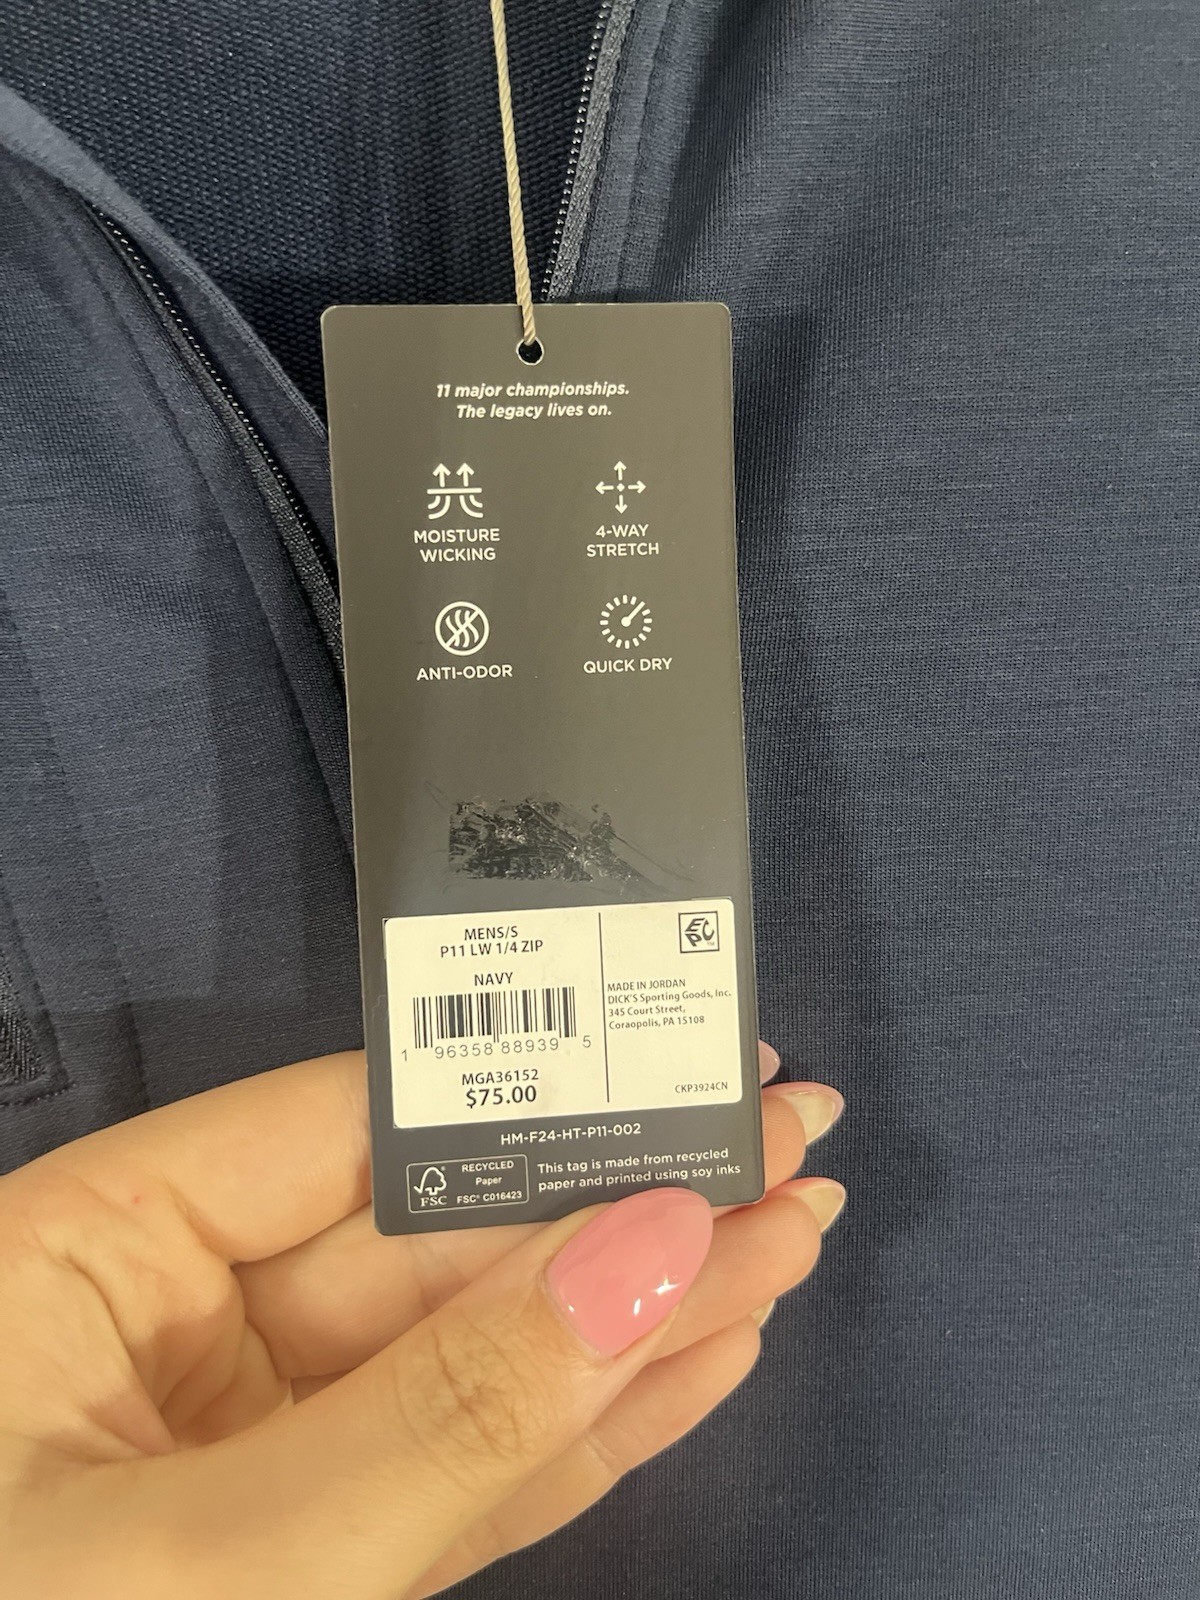 11 major championships.
The legacy lives on.
MOISTURE
WICKING
4-WAY
STRETCH
ANTI-ODOR
QUICK DRY
MENS/S
P11 LW 1/4 ZIP
NAVY
1 96358 88939 5
MGA36152
$75.00
EPC™
MADE IN JORDAN
DICK'S Sporting Goods, Inc.
345 Court Street,
Coraopolis, PA 15108
CKP3924CN
HM-F24-HT-P11-002
FSC
RECYCLED
Paper
FSC® C016423
This tag is made from recycled
paper and printed using soy inks